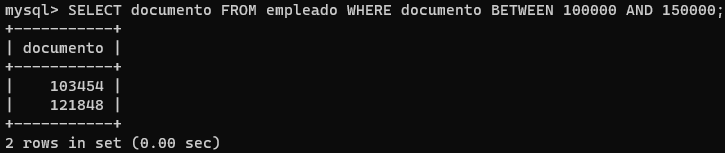 mysql> SELECT documento FROM empleado WHERE documento BETWEEN 100000 AND 150000;
+-----------+
| documento |
+-----------+
|    103454 |
|    121848 |
+-----------+
2 rows in set (0.00 sec)